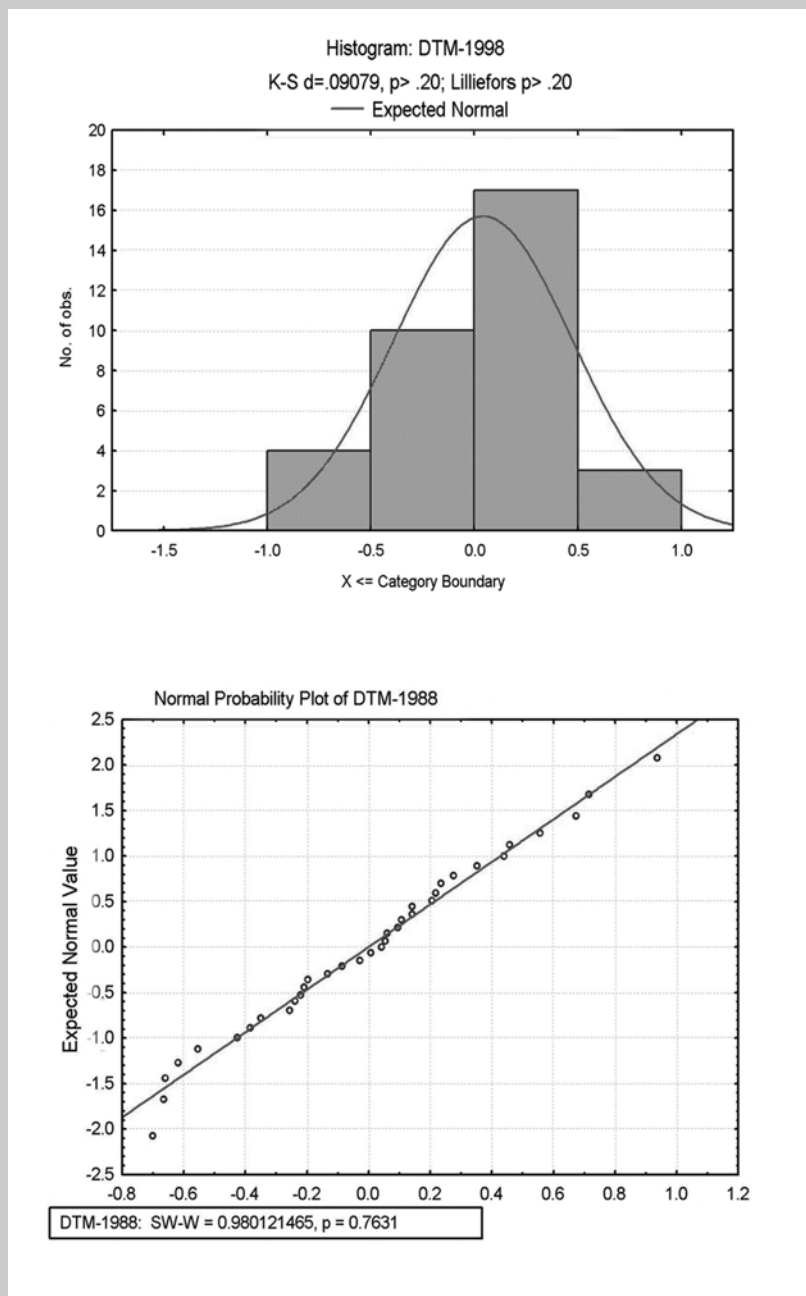 Histogram: DTM-1998
K-S d=.09079, p> .20; Lilliefors p> .20
Expected Normal
20
18
16
14
12
10
8
6
4
2
0
No. of obs.
-1.5 -1.0 -0.5 0.0 0.5 1.0
X <= Category Boundary
Normal Probability Plot of DTM-1988
2.5
2.0
1.5
1.0
0.5
0.0
-0.5
-1.0
-1.5
-2.0
-2.5
Expected Normal Value
-0.8 -0.6 -0.4 -0.2 0.0 0.2 0.4 0.6 0.8 1.0 1.2
DTM-1988: SW-W = 0.980121465, p = 0.7631